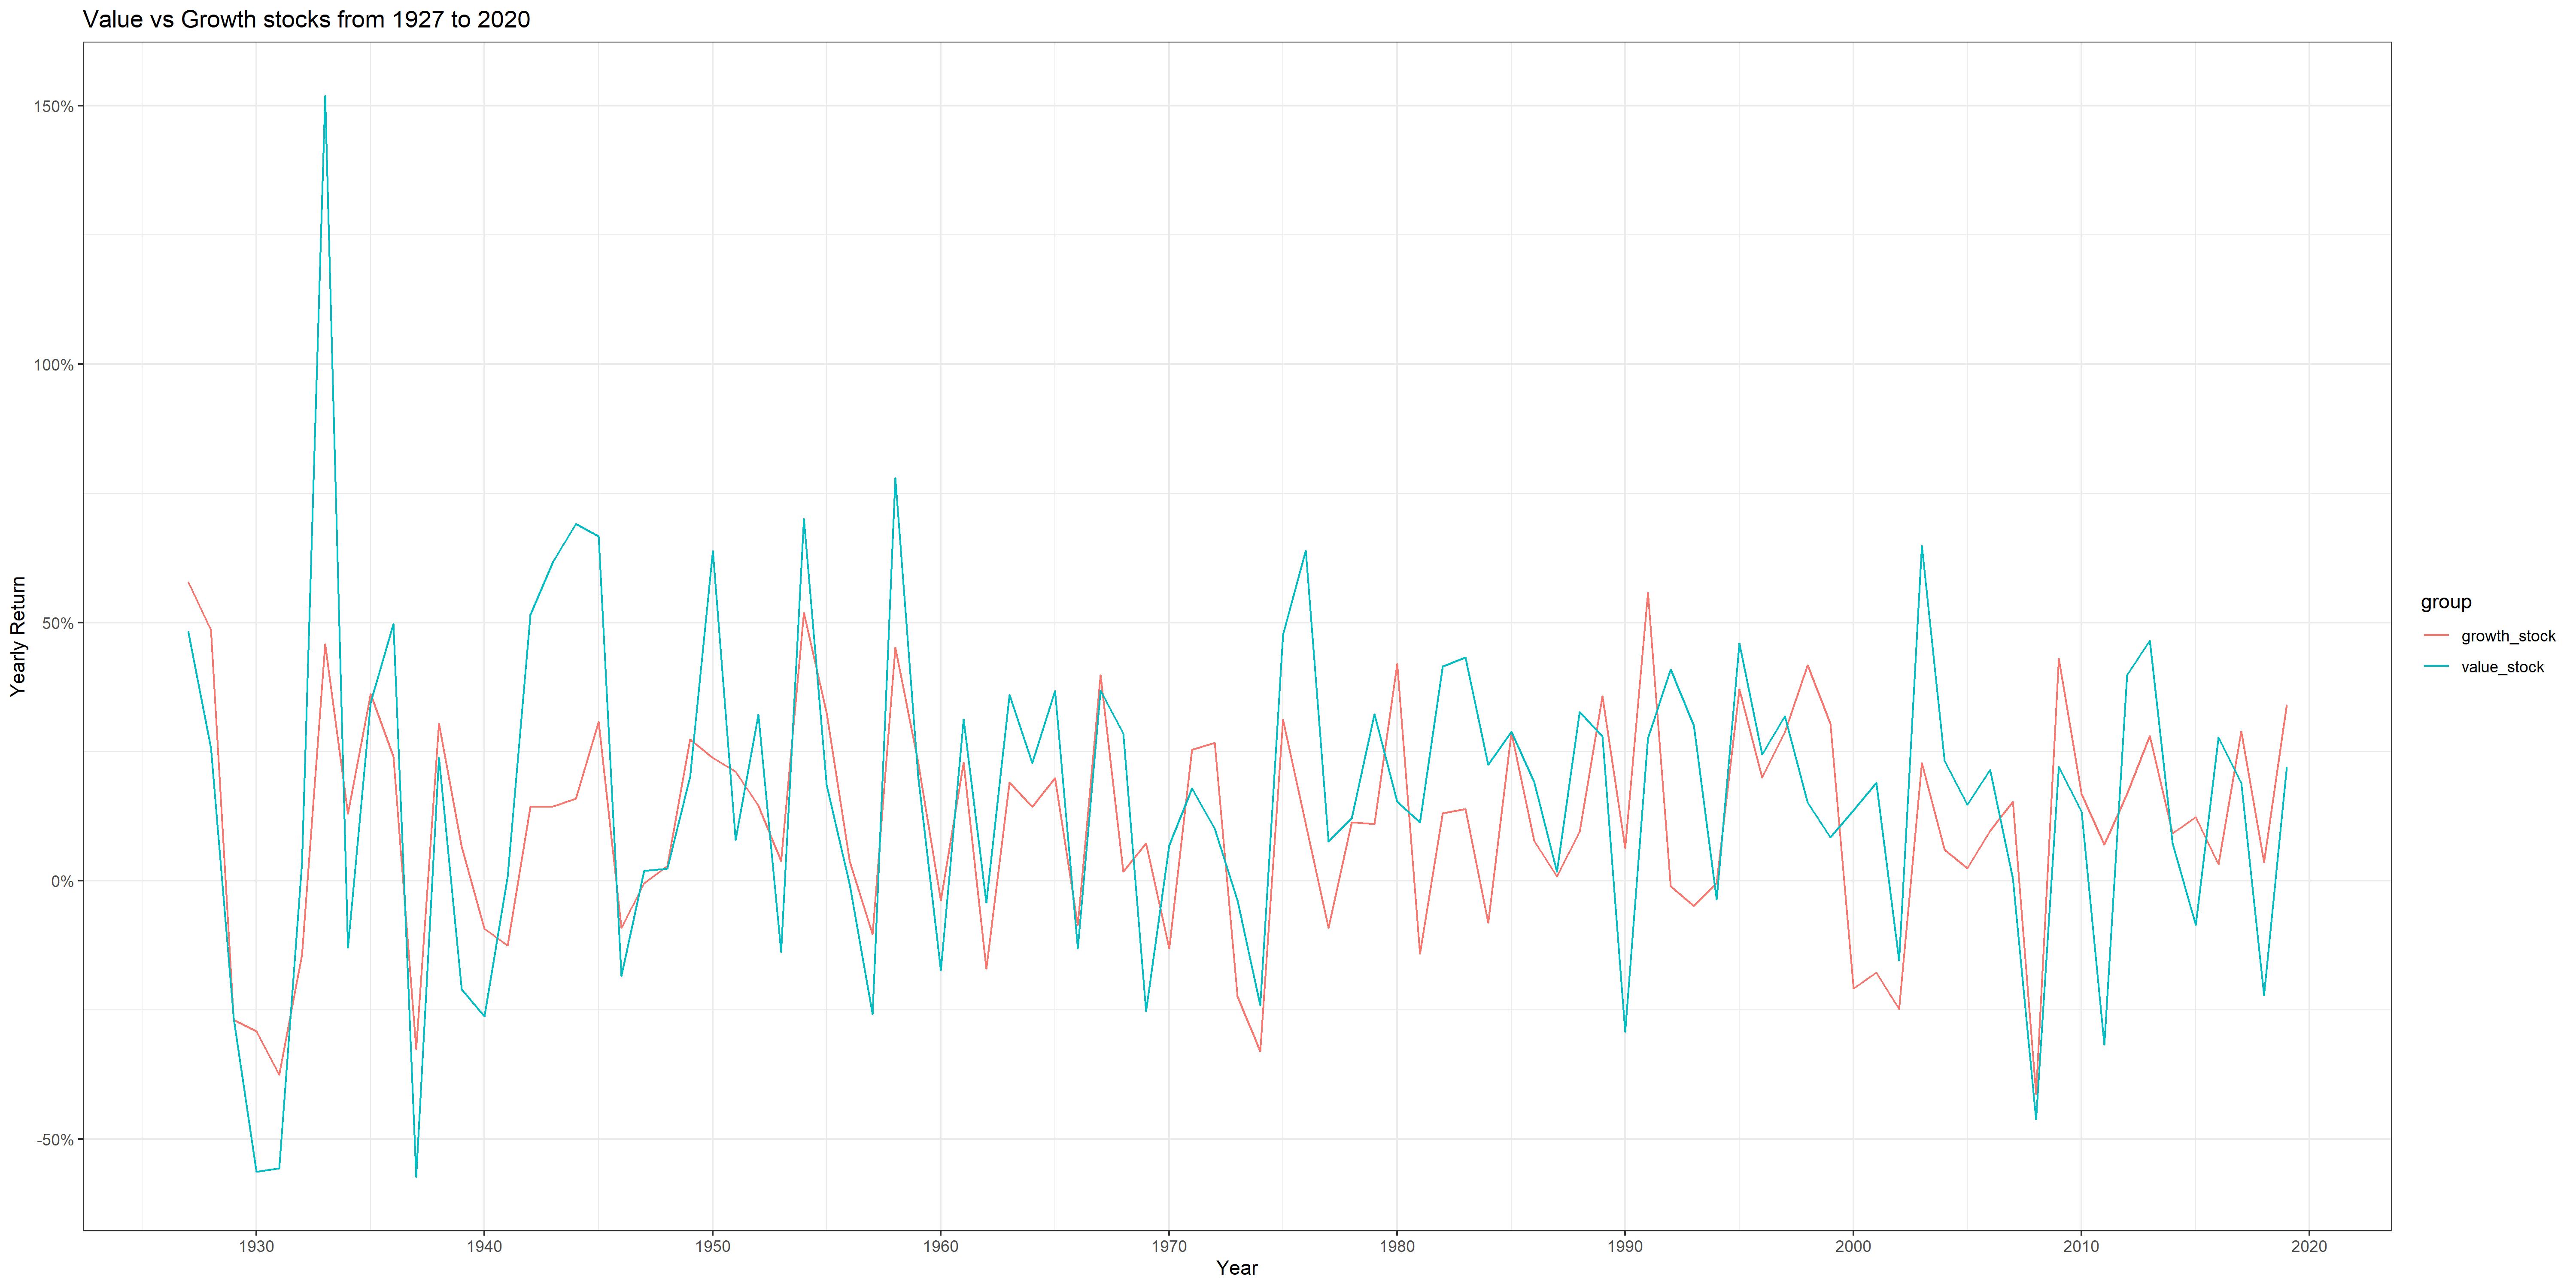 Value vs Growth stocks from 1927 to 2020
150%
100%
50%
0%
-50%
Yearly Return
1930 1940 1950 1960 1970 1980 1990 2000 2010 2020
Year
group
growth_stock
value_stock